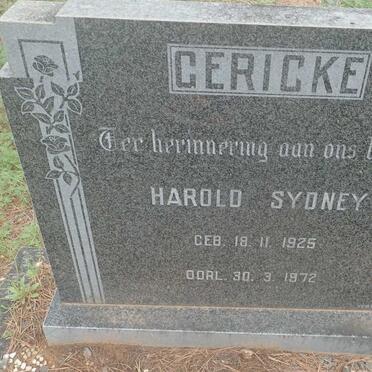 GERICKE
Ter herinnering aan ons
HAROLD SYDNEY
GEB. 18. 11. 1925
OORL. 30. 3. 1972